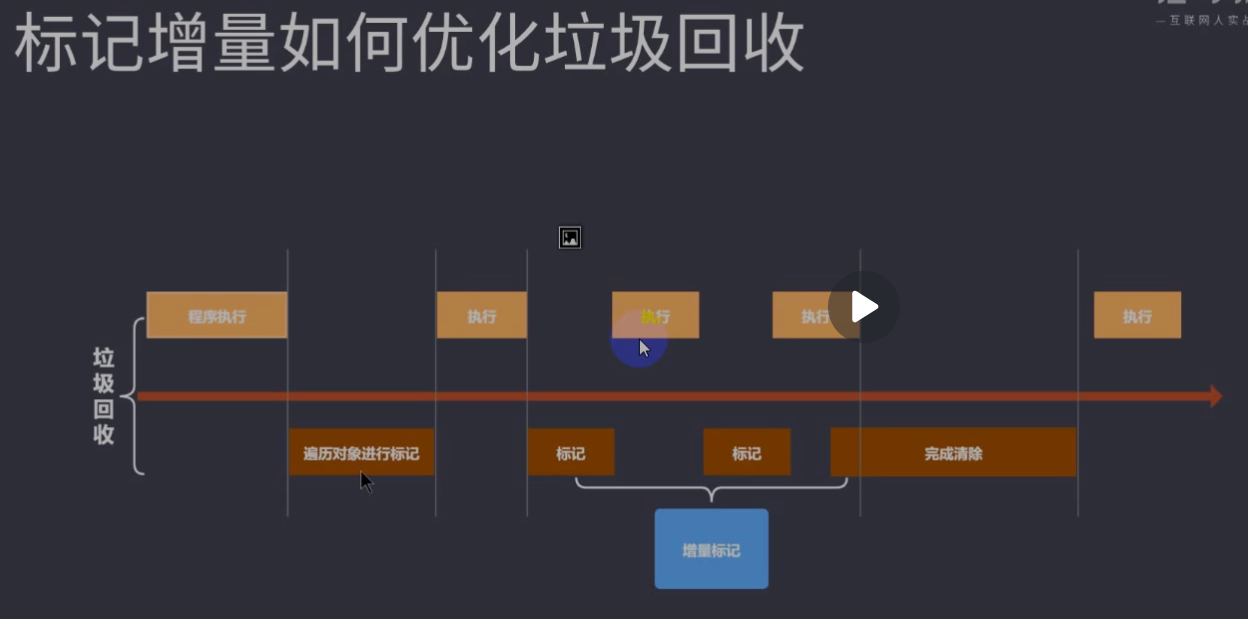 标记增量如何优化垃圾回收
—互联网人实
程序执行
执行
执行
执行
执行
垃圾回收
遍历对象进行标记
标记
标记
完成清除
增量标记